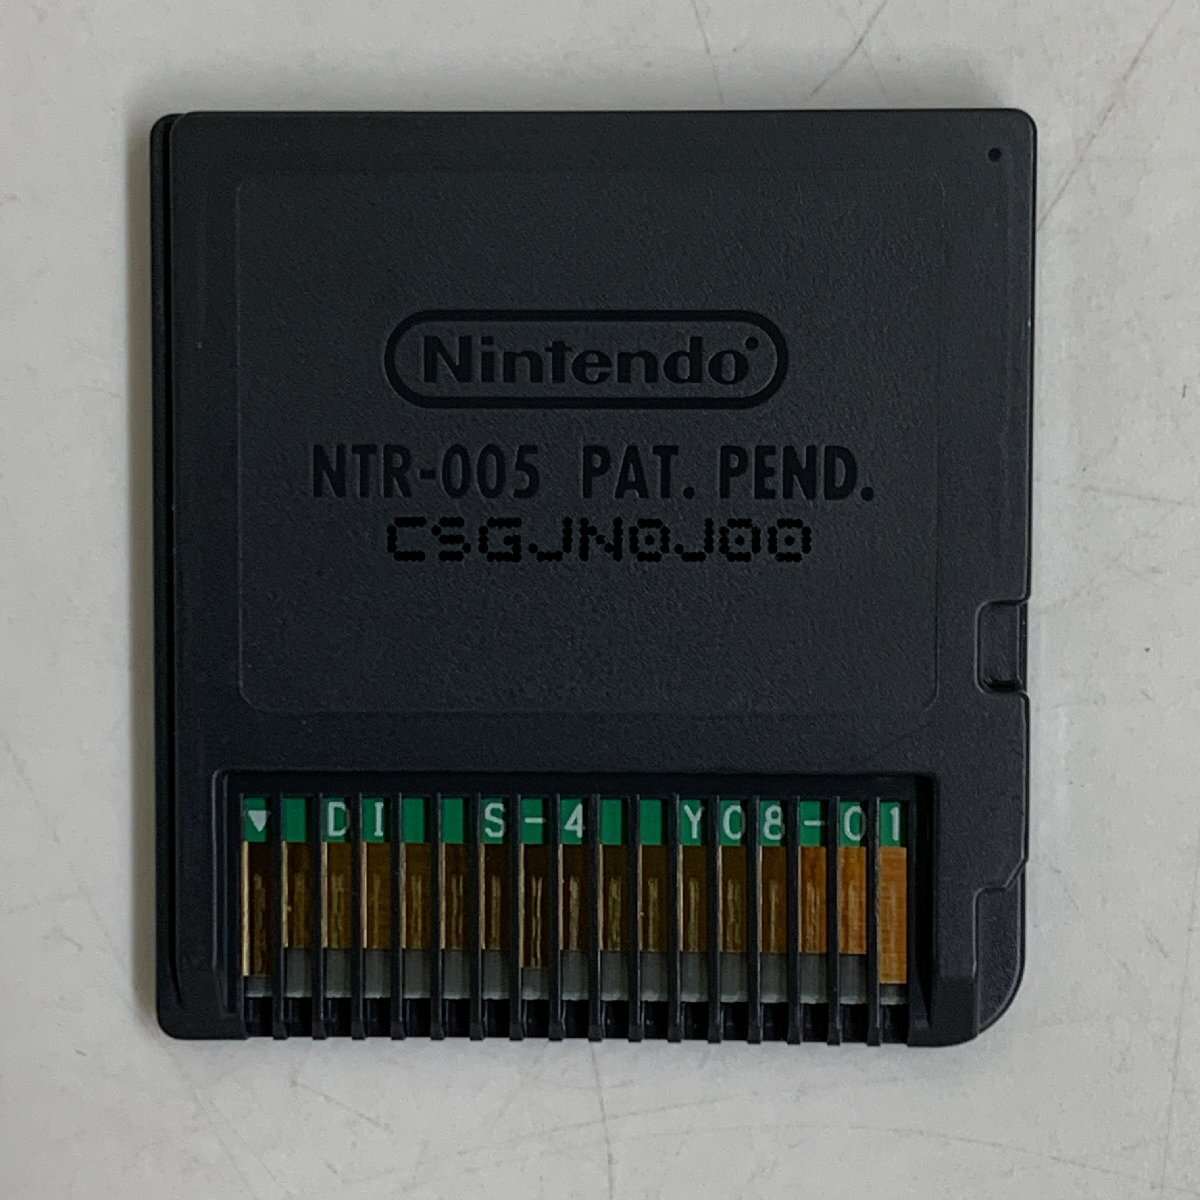 Nintendo
NTR-005 PAT. PEND.
CSGJN0J00
▼ DI S-4 Y08-01